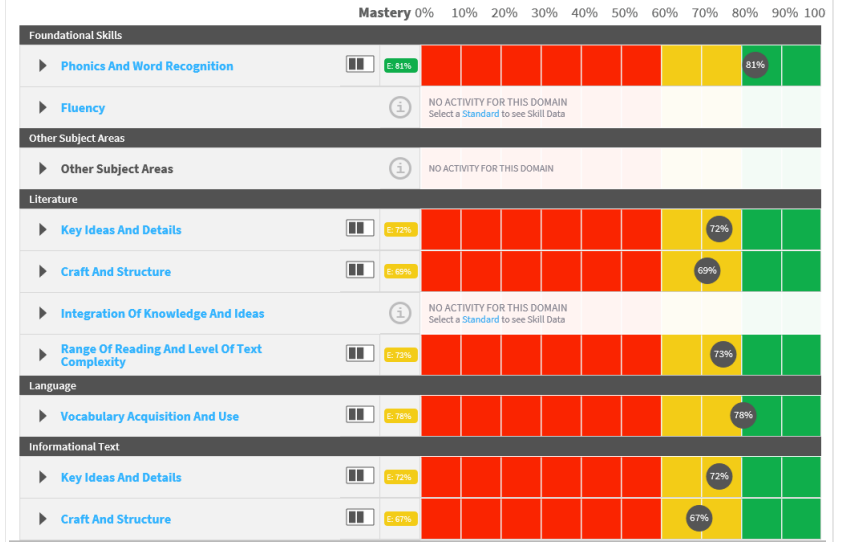 Mastery 0% 10% 20% 30% 40% 50% 60% 70% 80% 90% 100
Foundational Skills
Phonics And Word Recognition E: 81% 81%
Fluency i NO ACTIVITY FOR THIS DOMAIN
Select a Standard to see Skill Data
Other Subject Areas
Other Subject Areas i NO ACTIVITY FOR THIS DOMAIN
Literature
Key Ideas And Details E: 72% 72%
Craft And Structure E: 69% 69%
Integration Of Knowledge And Ideas i NO ACTIVITY FOR THIS DOMAIN
Select a Standard to see Skill Data
Range Of Reading And Level Of Text
Complexity E: 73% 73%
Language
Vocabulary Acquisition And Use E: 78% 78%
Informational Text
Key Ideas And Details E: 72% 72%
Craft And Structure E: 67% 67%